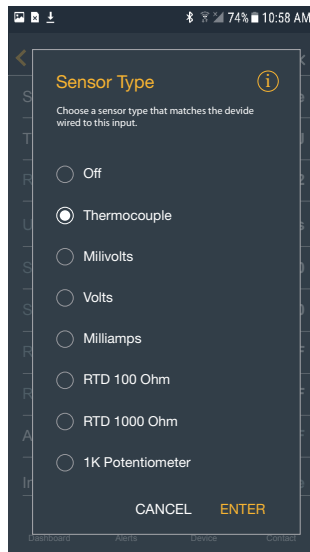 74% 10:58 AM
Sensor Type
Choose a sensor type that matches the devide
wired to this input.
Off
Thermocouple
Milivolts
Volts
Milliamps
RTD 100 Ohm
RTD 1000 Ohm
1K Potentiometer
CANCEL ENTER
Dashboard Alerts Device Contact